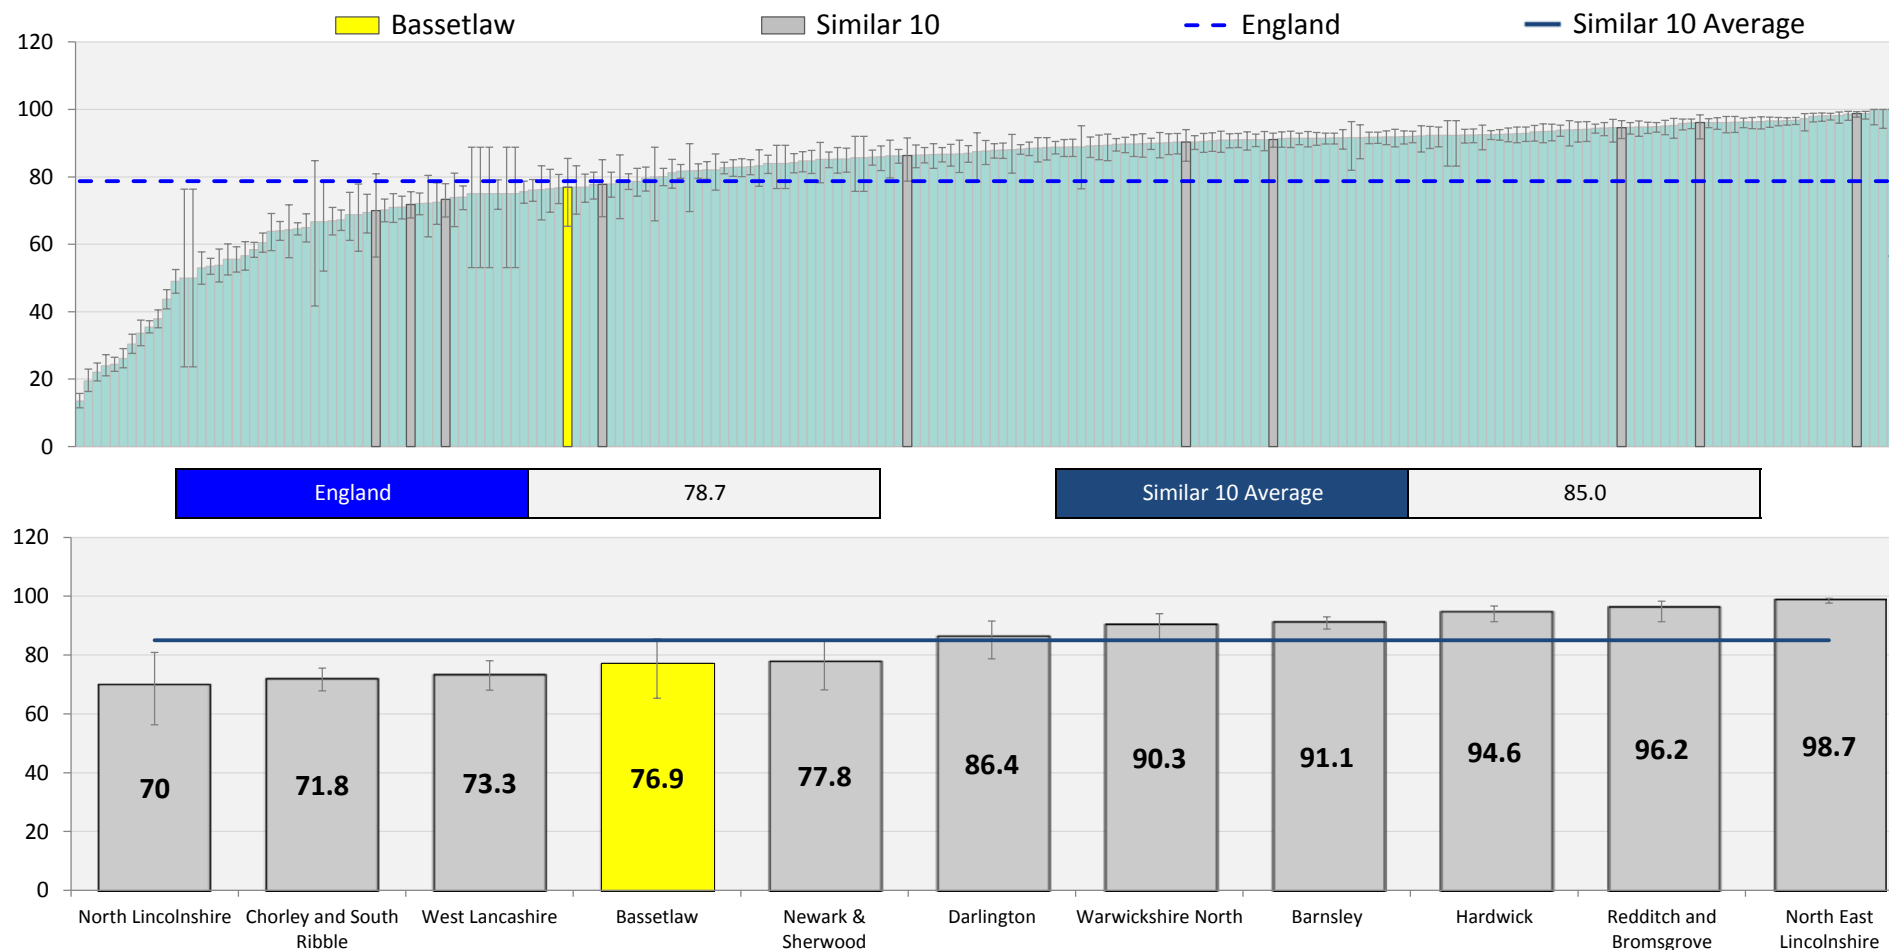 Bassetlaw
Similar 10
England
Similar 10 Average
120
100
80
60
40
20
0
England
78.7
Similar 10 Average
85.0
120
100
80
60
40
20
0
70
71.8
73.3
76.9
77.8
86.4
90.3
91.1
94.6
96.2
98.7
North Lincolnshire
Chorley and South
Ribble
West Lancashire
Bassetlaw
Newark &
Sherwood
Darlington
Warwickshire North
Barnsley
Hardwick
Redditch and
Bromsgrove
North East
Lincolnshire